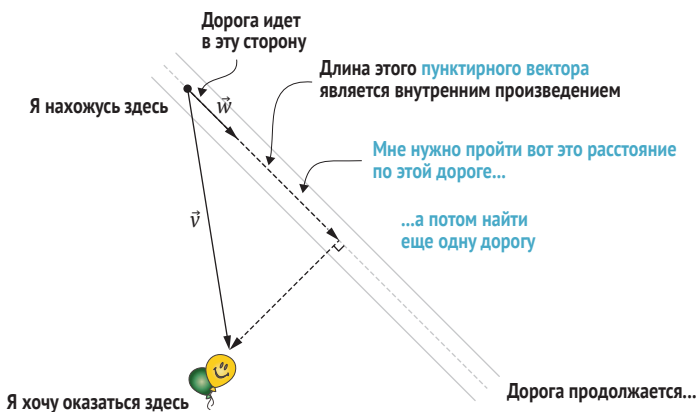 Дорога идет
в эту сторону
Длина этого пунктирного вектора
является внутренним произведением
Я нахожусь здесь
w⃗
Мне нужно пройти вот это расстояние
по этой дороге...
v⃗
...а потом найти
еще одну дорогу
Я хочу оказаться здесь
Дорога продолжается...